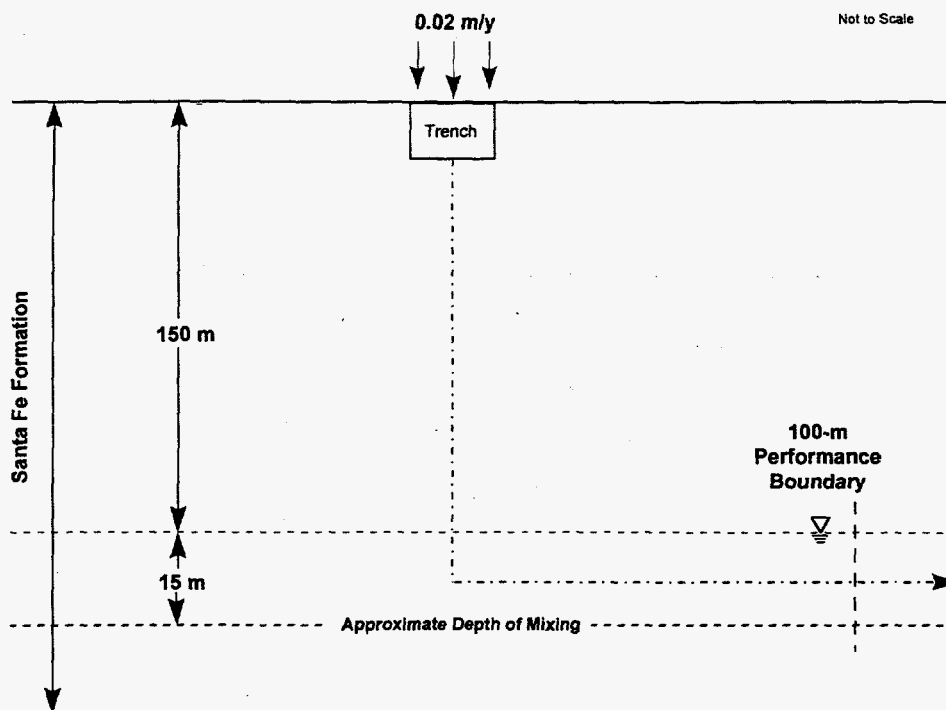 0.02 m/y
Not to Scale
Trench
Santa Fe Formation
150 m
100-m
Performance
Boundary
15 m
Approximate Depth of Mixing